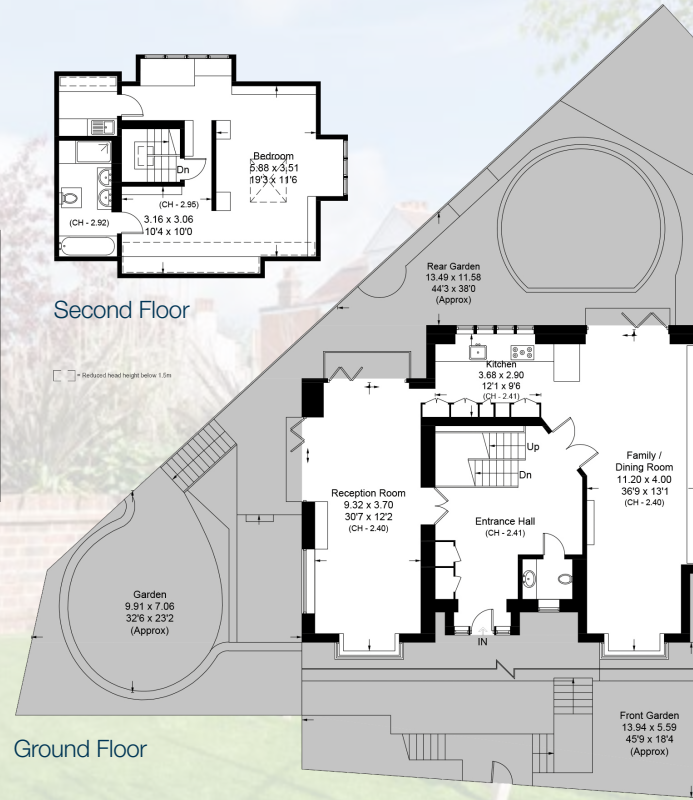 Bedroom
5.88 x 3.51
19'3 x 11'6
Dn
(CH - 2.95)
3.16 x 3.06
10'4 x 10'0
(CH - 2.92)
Second Floor
= Reduced head height below 1.5m
Rear Garden
13.49 x 11.58
44'3 x 38'0
(Approx)
Kitchen
3.68 x 2.90
12'1 x 9'6
(CH - 2.41)
Up
Dn
Family /
Dining Room
11.20 x 4.00
36'9 x 13'1
(CH - 2.40)
Reception Room
9.32 x 3.70
30'7 x 12'2
(CH - 2.40)
Entrance Hall
(CH - 2.41)
Garden
9.91 x 7.06
32'6 x 23'2
(Approx)
IN
Front Garden
13.94 x 5.59
45'9 x 18'4
(Approx)
Ground Floor